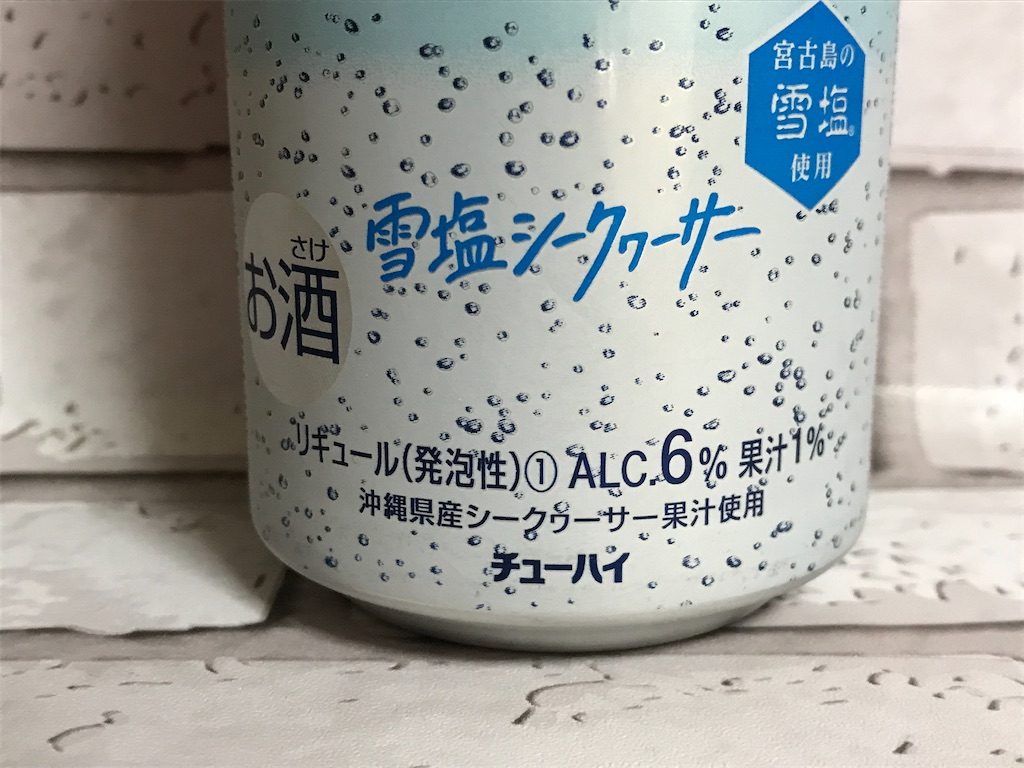 宮古島の
雪塩®
使用
雪塩シークヮーサー
さけ
お酒
リキュール(発泡性)① ALC.6% 果汁1%
沖縄県産シークヮーサー果汁使用
チューハイ